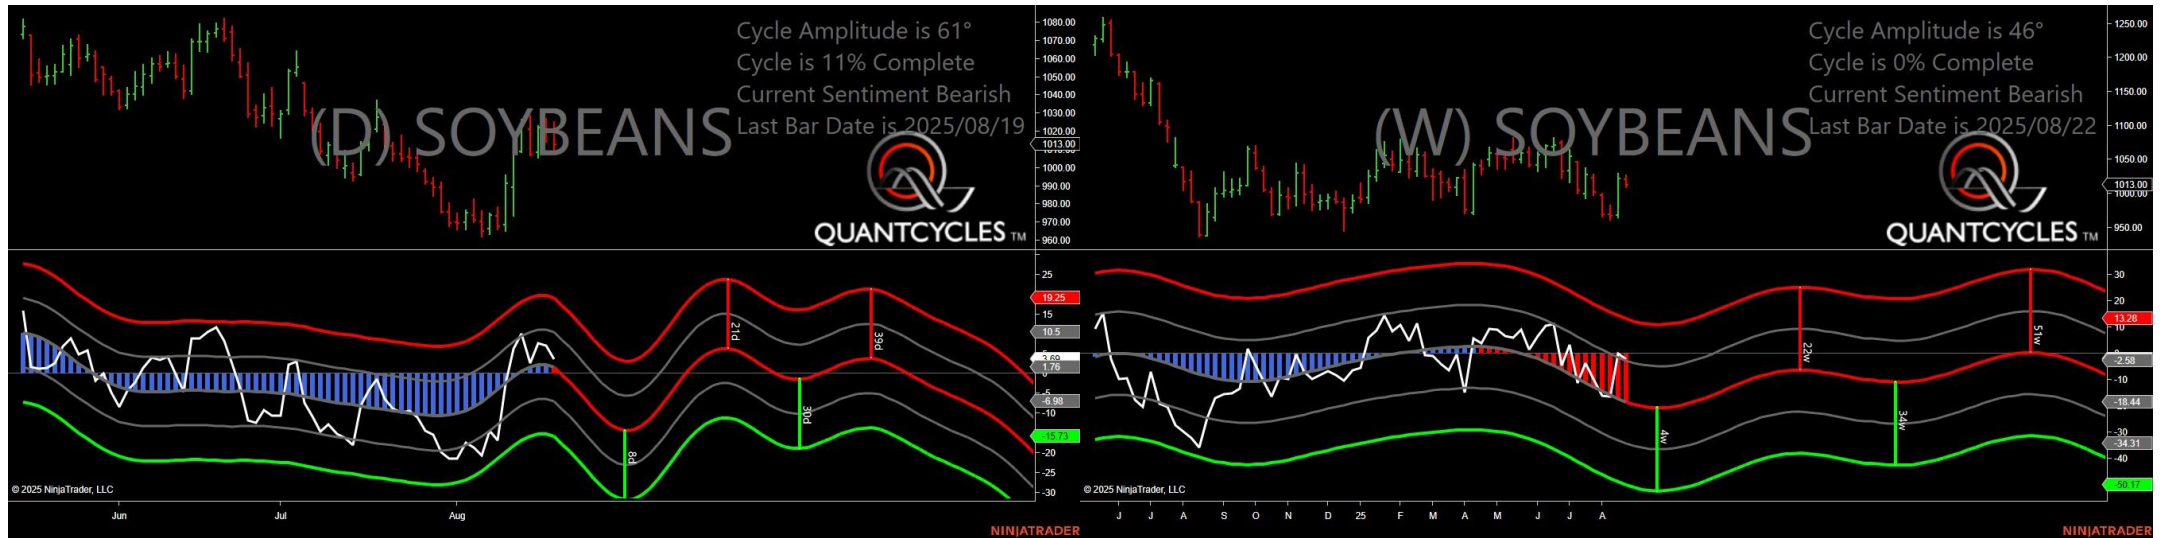 Cycle Amplitude is 61°
Cycle is 11% Complete
Current Sentiment Bearish
Last Bar Date is 2025/08/19
(D) SOYBEANS
QUANTCYCLES TM
1080.00
1070.00
1060.00
1050.00
1040.00
1030.00
1020.00
1013.00
1000.00
990.00
980.00
970.00
960.00
25
19.25
15
10.5
3.69
1.76
-5
-6.98
-10
-15.73
-20
-25
-30
8d
21d
30d
39d
© 2025 NinjaTrader, LLC
Jun
Jul
Aug
NINJATRADER
Cycle Amplitude is 46°
Cycle is 0% Complete
Current Sentiment Bearish
Last Bar Date is 2025/08/22
(W) SOYBEANS
QUANTCYCLES TM
1250.00
1200.00
1150.00
1100.00
1050.00
1013.00
1000.00
950.00
30
20
13.28
10
-2.58
-10
-18.44
-30
-34.31
-40
-50.17
4w
22w
34w
51w
© 2025 NinjaTrader, LLC
J
J
A
S
O
N
D
25
F
M
A
M
J
J
A
NINJATRADER